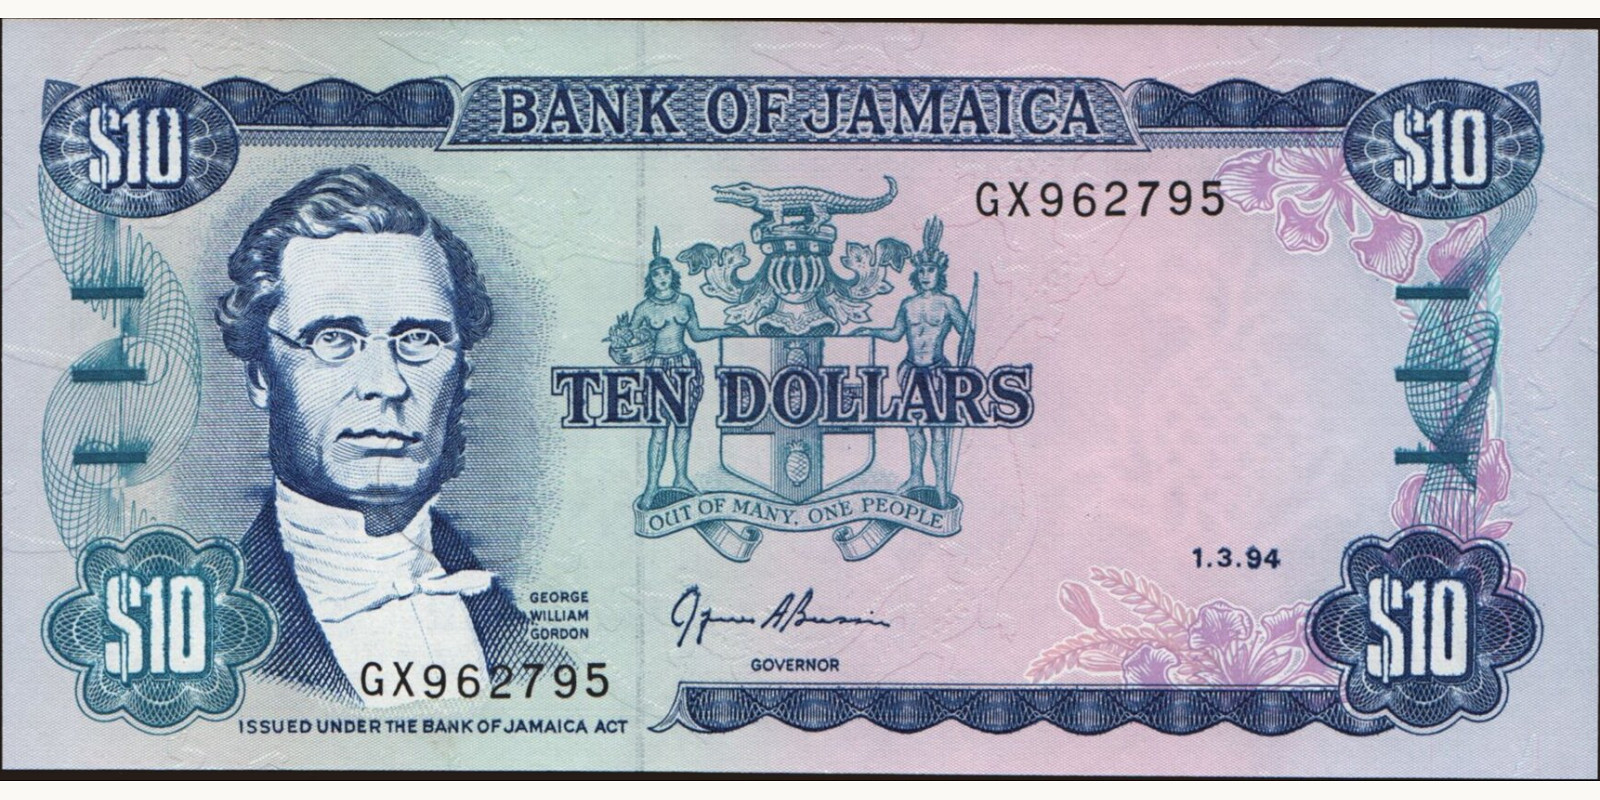 BANK OF JAMAICA
$10
$10
GX962795
TEN DOLLARS
OUT OF MANY, ONE PEOPLE
1.3.94
GEORGE
WILLIAM
GORDON
GOVERNOR
$10
$10
GX962795
ISSUED UNDER THE BANK OF JAMAICA ACT